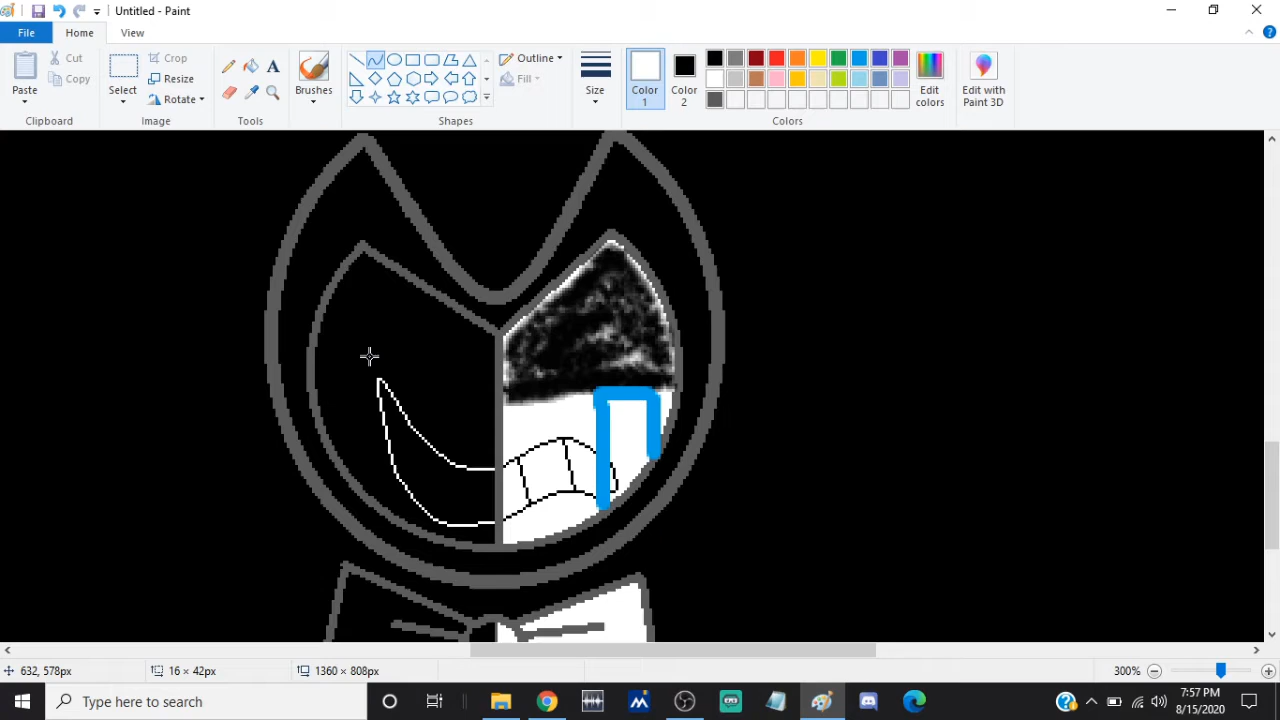 Untitled - Paint
File
Home
View
Paste
Cut
Copy
Clipboard
Select
Crop
Resize
Rotate
Image
A
Tools
Brushes
Outline
Fill
Shapes
Size
Color 1
Color 2
Edit colors
Colors
Edit with Paint 3D
632, 578px
16 × 42px
1360 × 808px
300%
Type here to search
7:57 PM
8/15/2020